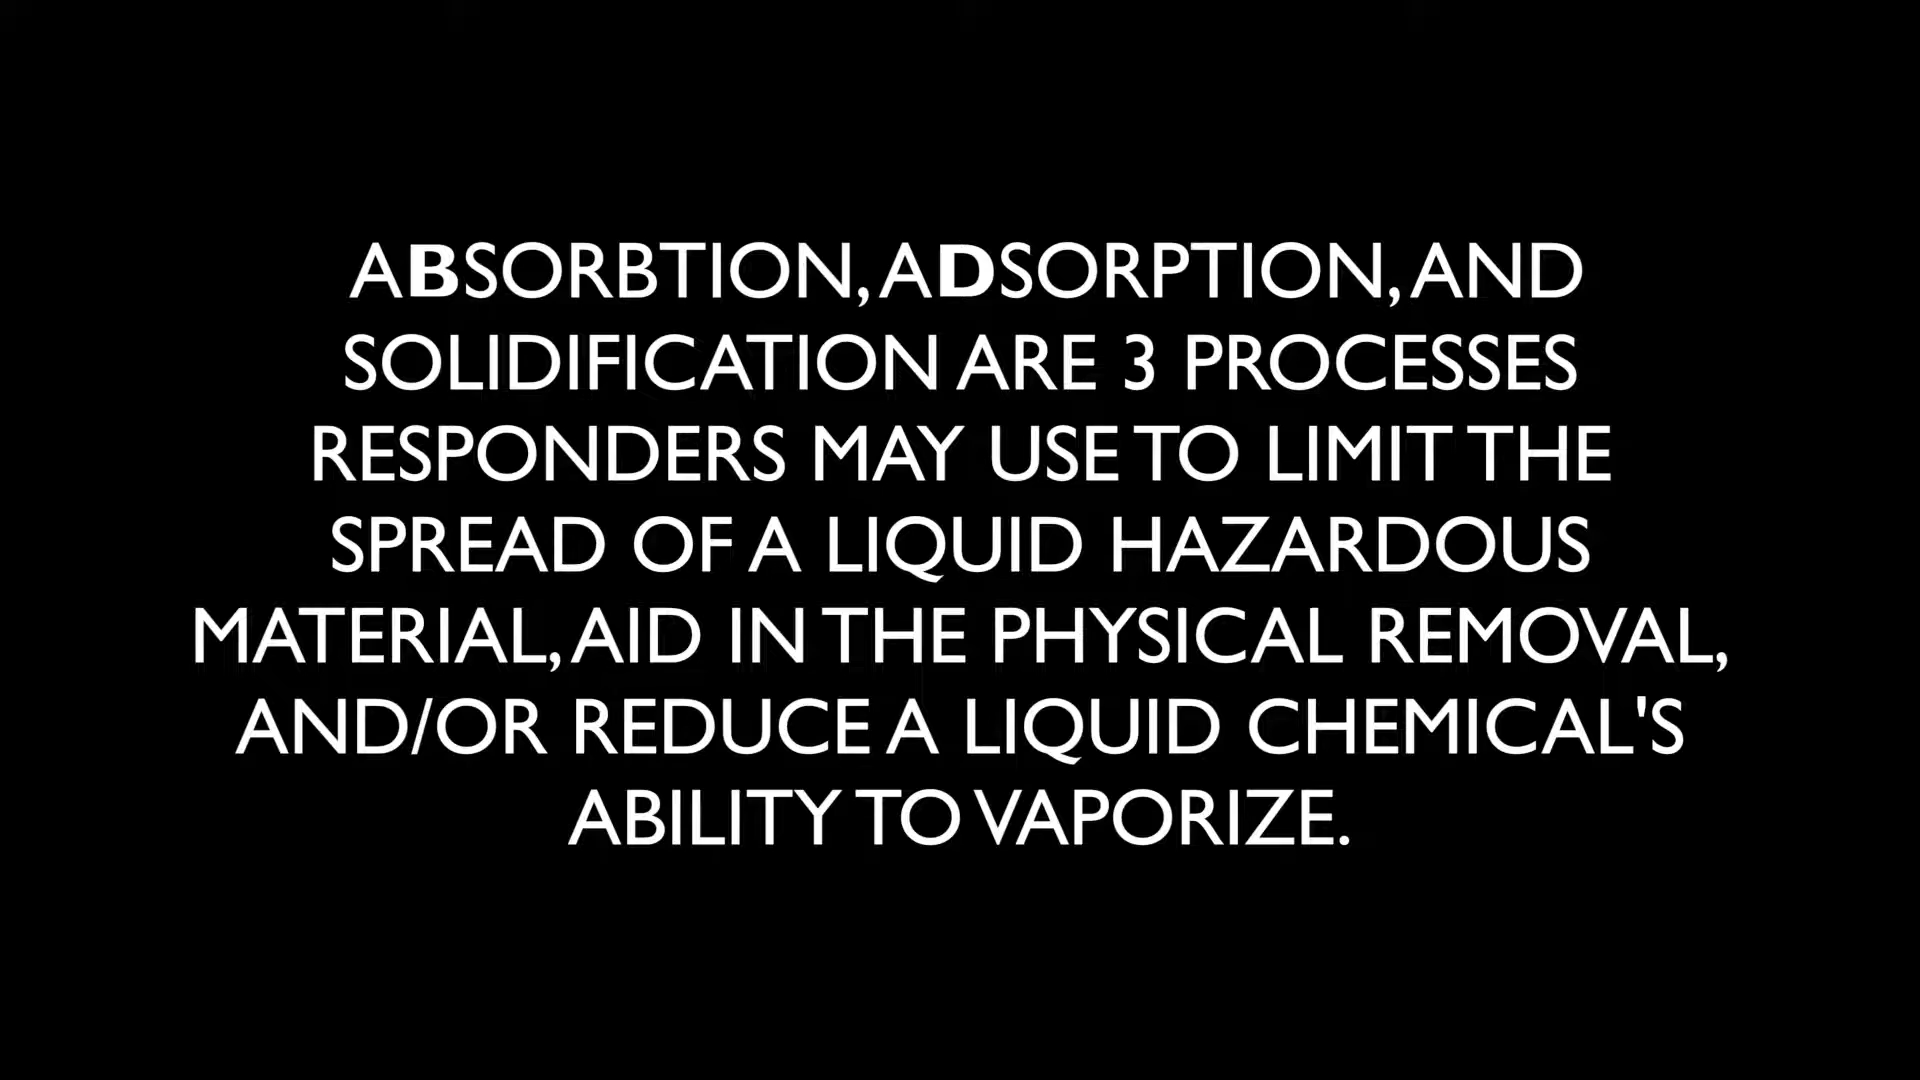 ABSORBTION, ADSORPTION, AND
SOLIDIFICATION ARE 3 PROCESSES
RESPONDERS MAY USE TO LIMIT THE
SPREAD OF A LIQUID HAZARDOUS
MATERIAL, AID IN THE PHYSICAL REMOVAL,
AND/OR REDUCE A LIQUID CHEMICAL'S
ABILITY TO VAPORIZE.